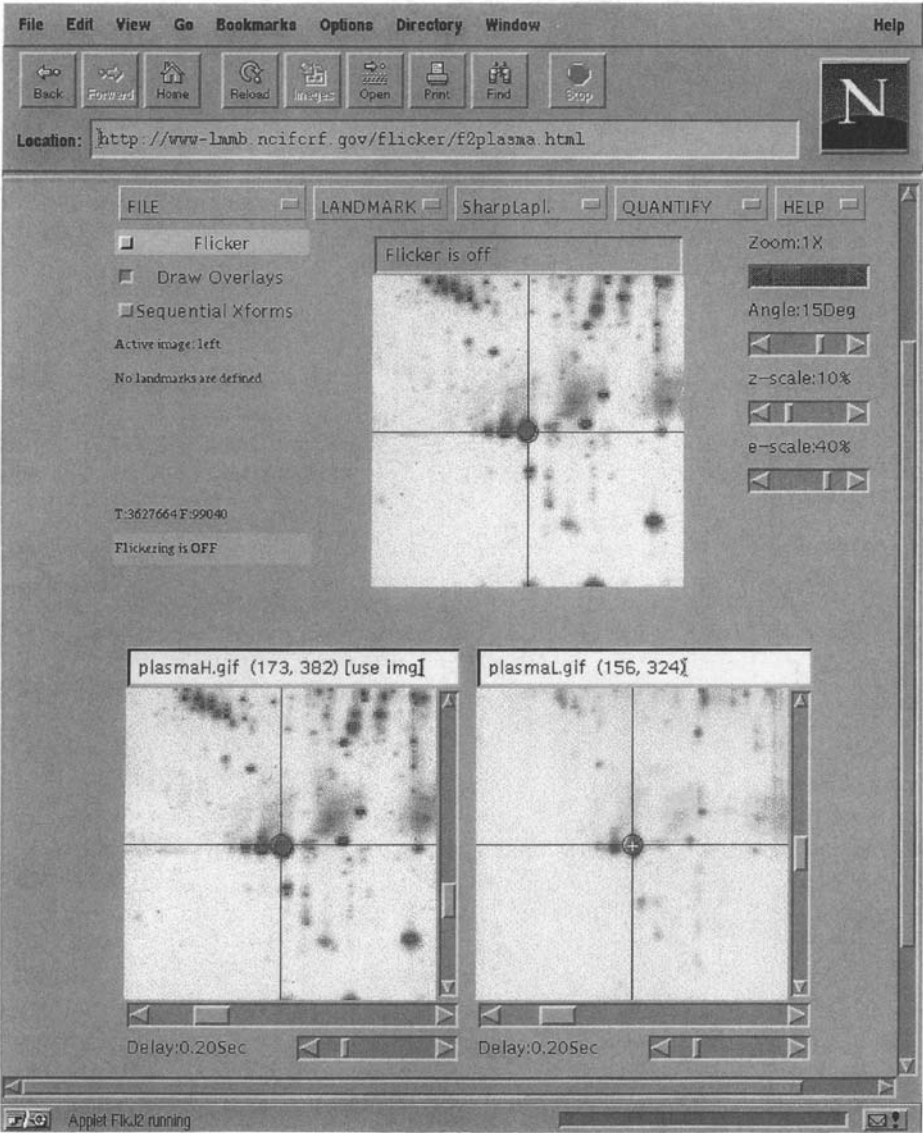 File Edit View Go Bookmarks Options Directory Window Help
Back Forward Home Reload Images Open Print Find Stop
N
Location: http://www-lmmb.ncifcrf.gov/flicker/f2plasma.html
FILE LANDMARK SharpLapl. QUANTIFY HELP
Flicker
Draw Overlays
Sequential Xforms
Active image: left
No landmarks are defined
T:3627664 F:99040
Flickering is OFF
Flicker is off
Zoom:1X
Angle:15Deg
z-scale:10%
e-scale:40%
plasmaH.gif (173, 382) [use img]
plasmaL.gif (156, 324)
Delay:0.20Sec
Delay:0.20Sec
Applet FlkJ2 running